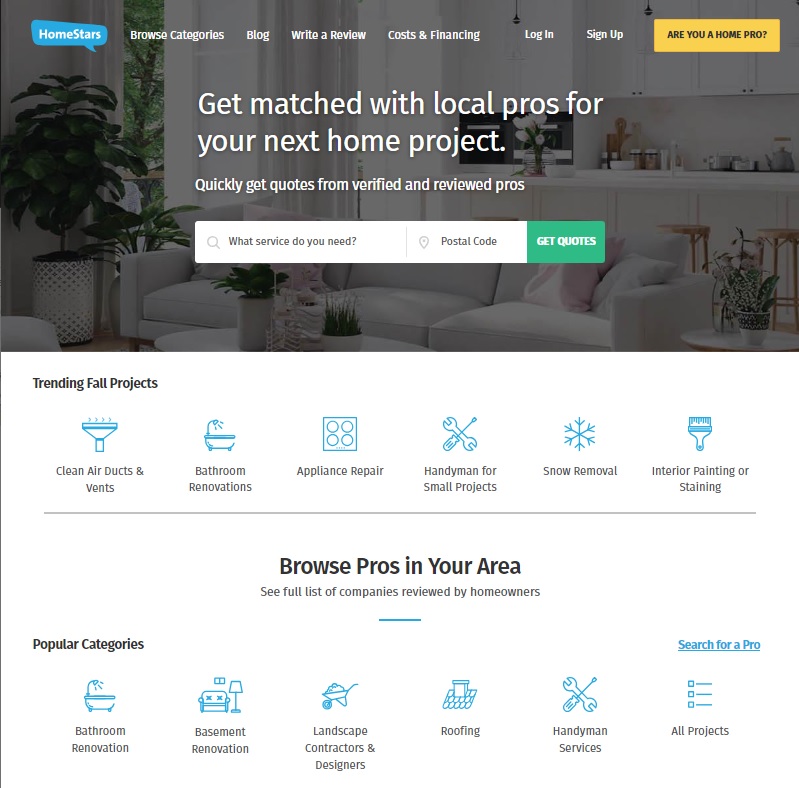 HomeStars
Browse Categories
Blog
Write a Review
Costs & Financing
Log In
Sign Up
ARE YOU A HOME PRO?
Get matched with local pros for
your next home project.
Quickly get quotes from verified and reviewed pros
What service do you need?
Postal Code
GET QUOTES
Trending Fall Projects
Clean Air Ducts &
Vents
Bathroom
Renovations
Appliance Repair
Handyman for
Small Projects
Snow Removal
Interior Painting or
Staining
Browse Pros in Your Area
See full list of companies reviewed by homeowners
Popular Categories
Search for a Pro
Bathroom
Renovation
Basement
Renovation
Landscape
Contractors &
Designers
Roofing
Handyman
Services
All Projects